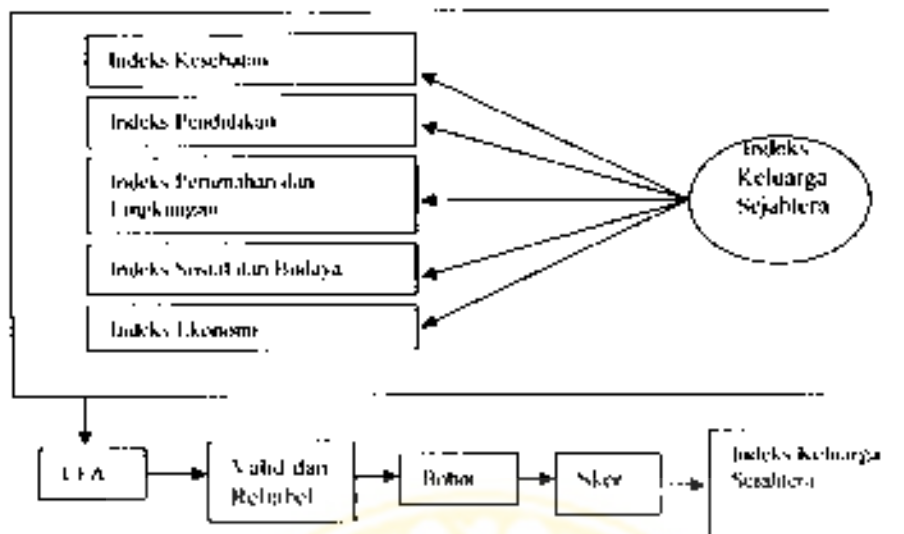 Indeks Kesehatan
Indeks Pendidikan
Indeks
Keluarga
Sejahtera
Indeks Perumahan dan
Lingkungan
Indeks Sosial dan Budaya
Indeks Ekonomi
Valid dan
Reliabel
Bobot
Skor
Indeks Keluarga
Sejahtera